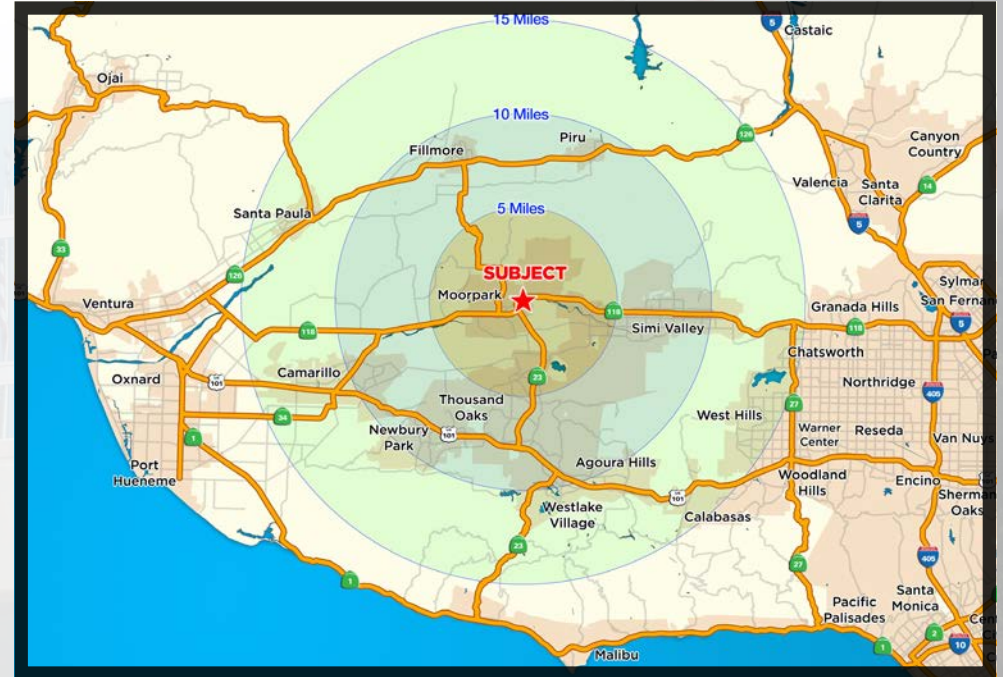 15 Miles
5
Castaic
Ojai
10 Miles
126
Canyon
Country
Fillmore
Piru
Valencia
Santa
Clarita
14
5 Miles
Santa Paula
5
33
126
SUBJECT
Sylmar
Moorpark
Ventura
118
Granada Hills
San Fernan
118
Simi Valley
118
5
Chatsworth
Oxnard
101
Camarillo
23
Northridge
405
Thousand
Oaks
27
34
West Hills
Newbury
Park
101
Warner
Center
Reseda
Van Nuys
1
Port
Hueneme
Agoura Hills
Woodland
Hills
Encino
101
101
Sherman
Oaks
Westlake
Village
Calabasas
23
405
27
1
Santa
Monica
Pacific
Palisades
2
Cen
1
10
Malibu